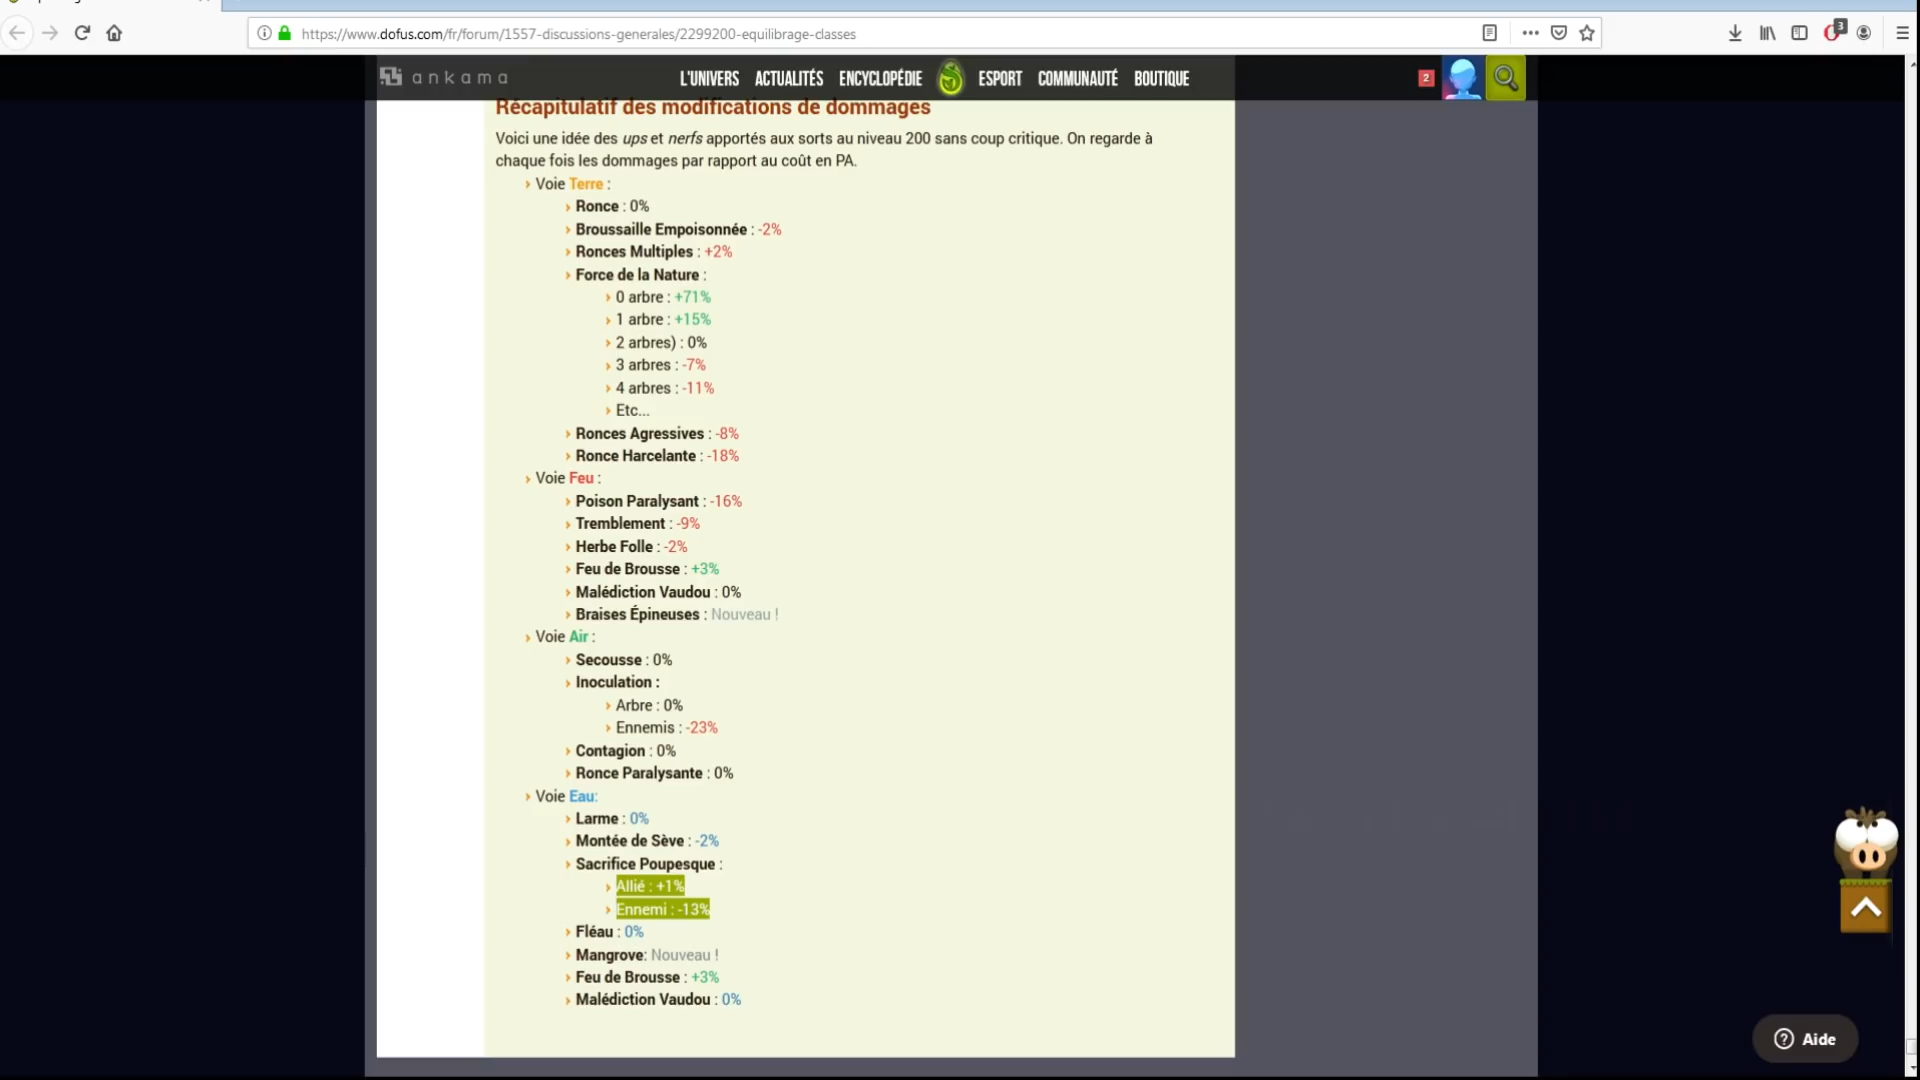 https://www.dofus.com/fr/forum/1557-discussions-generales/2299200-equilibrage-classes
3
ankama
L'UNIVERS ACTUALITÉS ENCYCLOPÉDIE ESPORT COMMUNAUTÉ BOUTIQUE
2
Récapitulatif des modifications de dommages
Voici une idée des ups et nerfs apportés aux sorts au niveau 200 sans coup critique. On regarde à
chaque fois les dommages par rapport au coût en PA.
Voie Terre :
Ronce : 0%
Broussaille Empoisonnée : -2%
Ronces Multiples : +2%
Force de la Nature :
0 arbre : +71%
1 arbre : +15%
2 arbres) : 0%
3 arbres : -7%
4 arbres : -11%
Etc...
Ronces Agressives : -8%
Ronce Harcelante : -18%
Voie Feu :
Poison Paralysant : -16%
Tremblement : -9%
Herbe Folle : -2%
Feu de Brousse : +3%
Malédiction Vaudou : 0%
Braises Épineuses : Nouveau !
Voie Air :
Secousse : 0%
Inoculation :
Arbre : 0%
Ennemis : -23%
Contagion : 0%
Ronce Paralysante : 0%
Voie Eau:
Larme : 0%
Montée de Sève : -2%
Sacrifice Poupesque :
Allié : +1%
Ennemi : -13%
Fléau : 0%
Mangrove: Nouveau !
Feu de Brousse : +3%
Malédiction Vaudou : 0%
Aide